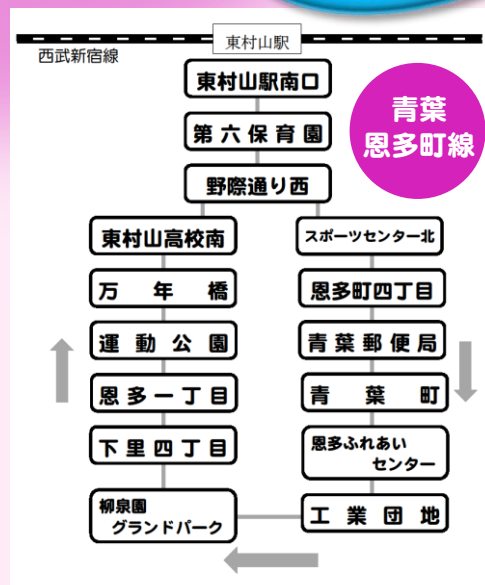 東村山駅
西武新宿線
青葉
恩多町線
東村山駅南口
第六保育園
野際通り西
東村山高校南
スポーツセンター北
万年橋
恩多町四丁目
運動公園
青葉郵便局
恩多一丁目
青葉町
下里四丁目
恩多ふれあい
センター
柳泉園
グランドパーク
工業団地